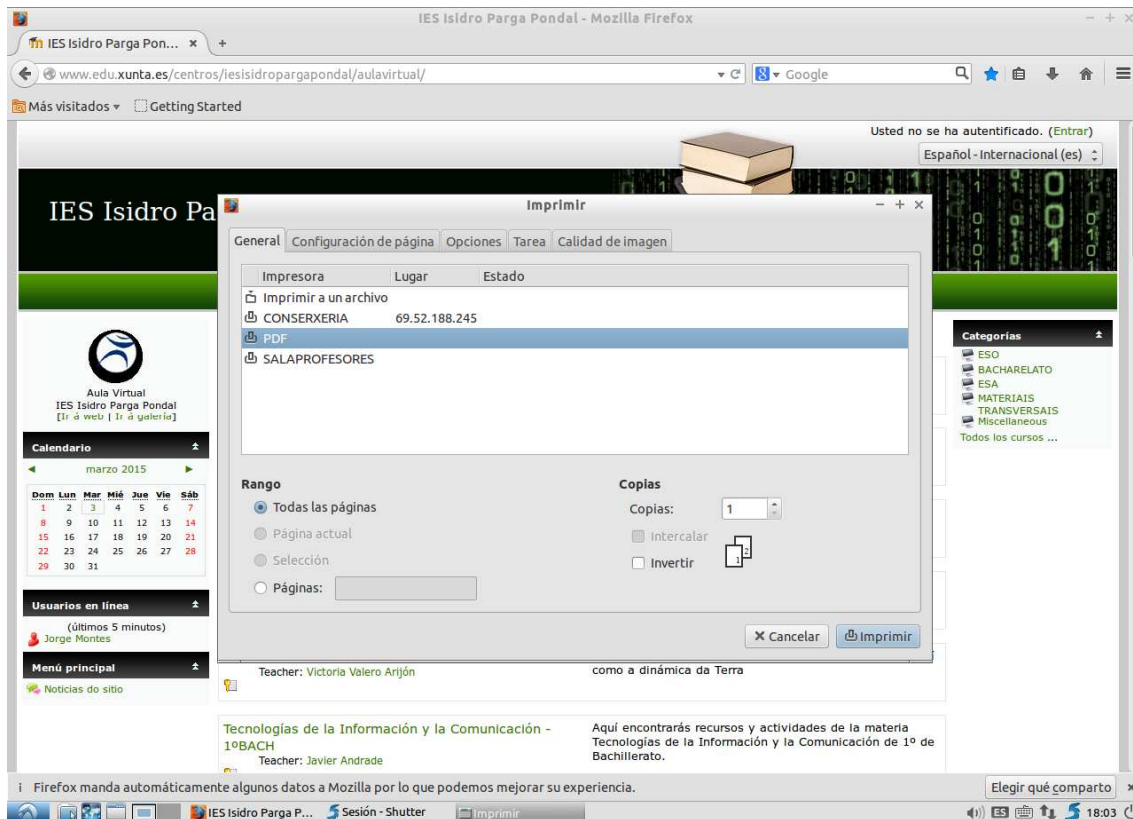 IES Isidro Parga Pondal - Mozilla Firefox
IES Isidro Parga Pon...
www.edu.xunta.es/centros/iesisidropargapondal/aulavirtual/
Google
Más visitados
Getting Started
Usted no se ha autentificado. (Entrar)
Español - Internacional (es)
IES Isidro Pa
Imprimir
General
Configuración de página
Opciones
Tarea
Calidad de imagen
Impresora Lugar Estado
Imprimir a un archivo
CONSERXERIA 69.52.188.245
PDF
SALAPROFESORES
Rango
Todas las páginas
Página actual
Selección
Páginas:
Copias
Copias: 1
Intercalar
Invertir
1 2
Cancelar
Imprimir
Aula Virtual
IES Isidro Parga Pondal
[Ir á web | Ir á galería]
Calendario
marzo 2015
Dom Lun Mar Mié Jue Vie Sáb
1 2 3 4 5 6 7
8 9 10 11 12 13 14
15 16 17 18 19 20 21
22 23 24 25 26 27 28
29 30 31
Usuarios en línea
(últimos 5 minutos)
Jorge Montes
Menú principal
Noticias do sitio
Categorías
ESO
BACHARELATO
ESA
MATERIAIS
TRANSVERSAIS
Miscellaneous
Todos los cursos ...
Teacher: Victoria Valero Arijón
como a dinámica da Terra
Tecnologías de la Información y la Comunicación -
1ºBACH
Teacher: Javier Andrade
Aquí encontrarás recursos y actividades de la materia
Tecnologías de la Información y la Comunicación de 1º de
Bachillerato.
i Firefox manda automáticamente algunos datos a Mozilla por lo que podemos mejorar su experiencia.
Elegir qué comparto
IES Isidro Parga P...
Sesión - Shutter
Imprimir
ES
18:03